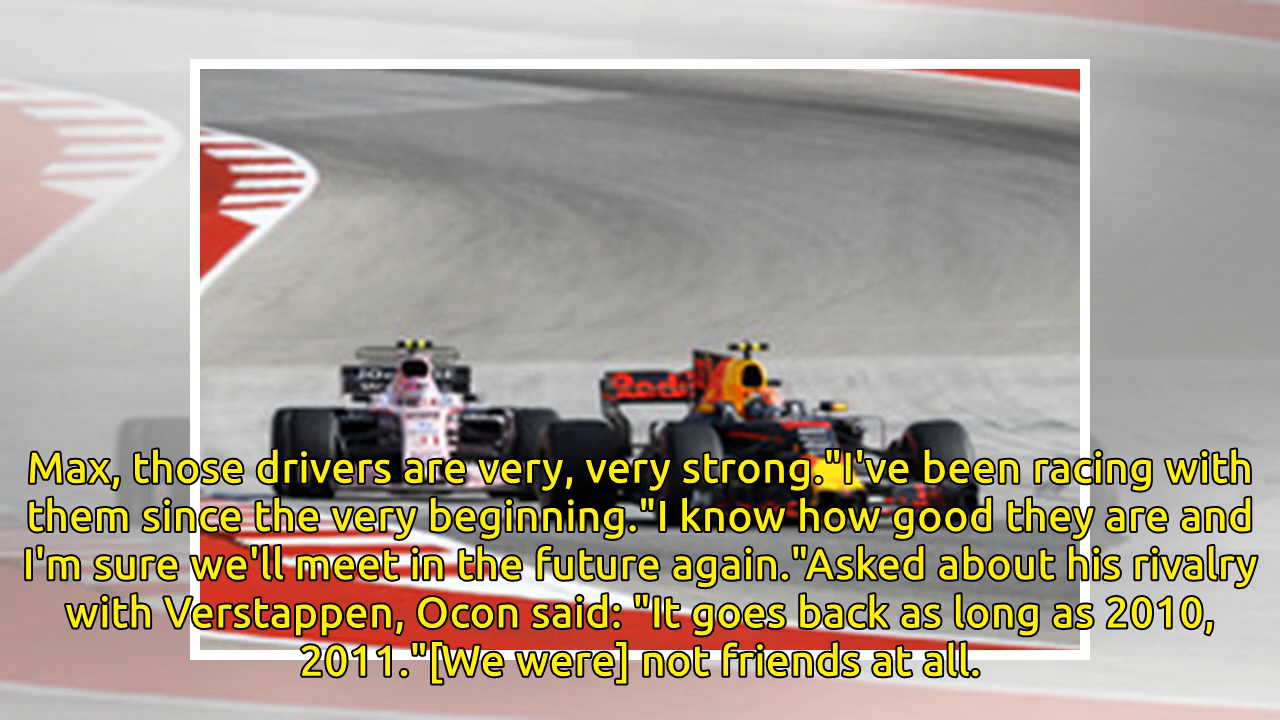 Red
Max, those drivers are very, very strong."I've been racing with
them since the very beginning."I know how good they are and
I'm sure we'll meet in the future again."Asked about his rivalry
with Verstappen, Ocon said: "It goes back as long as 2010,
2011."[We were] not friends at all.